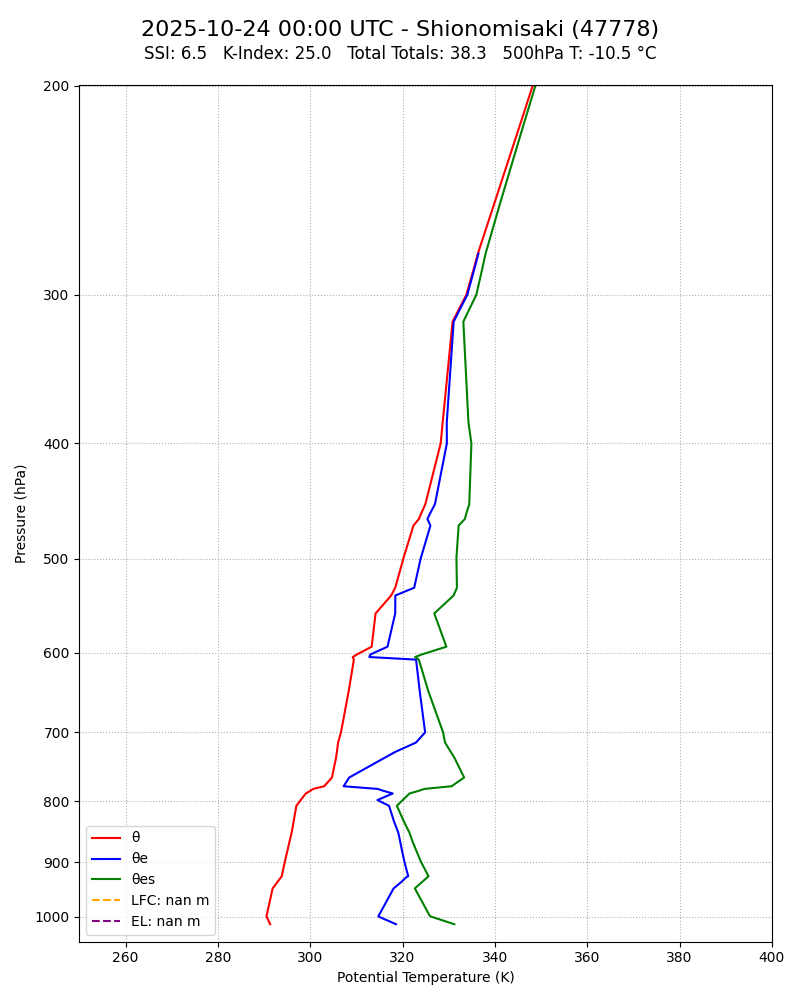 2025-10-24 00:00 UTC - Shionomisaki (47778)
SSI: 6.5   K-Index: 25.0   Total Totals: 38.3   500hPa T: -10.5 °C
200
300
400
500
600
700
800
900
1000
Pressure (hPa)
θ
θe
θes
LFC: nan m
EL: nan m
260 280 300 320 340 360 380 400
Potential Temperature (K)